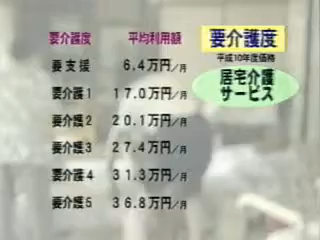 要介護度 平均利用額
要支援 6.4万円/月
要介護1 17.0万円/月
要介護2 20.1万円/月
要介護3 27.4万円/月
要介護4 31.3万円/月
要介護5 36.8万円/月
要介護度
平成10年度価格
居宅介護
サービス